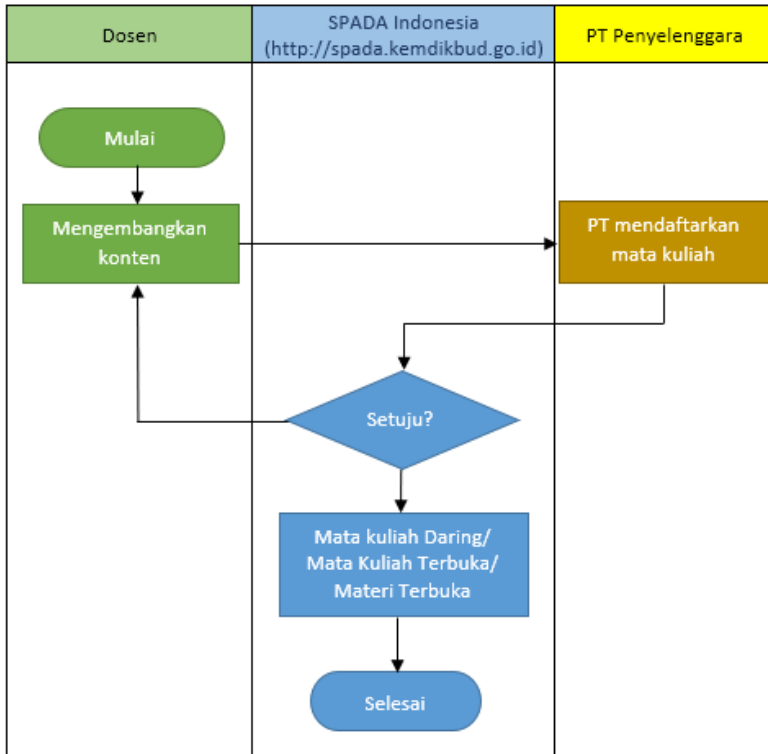 Dosen
SPADA Indonesia
(http://spada.kemdikbud.go.id)
PT Penyelenggara
Mulai
Mengembangkan
konten
PT mendaftarkan
mata kuliah
Setuju?
Mata kuliah Daring/
Mata Kuliah Terbuka/
Materi Terbuka
Selesai